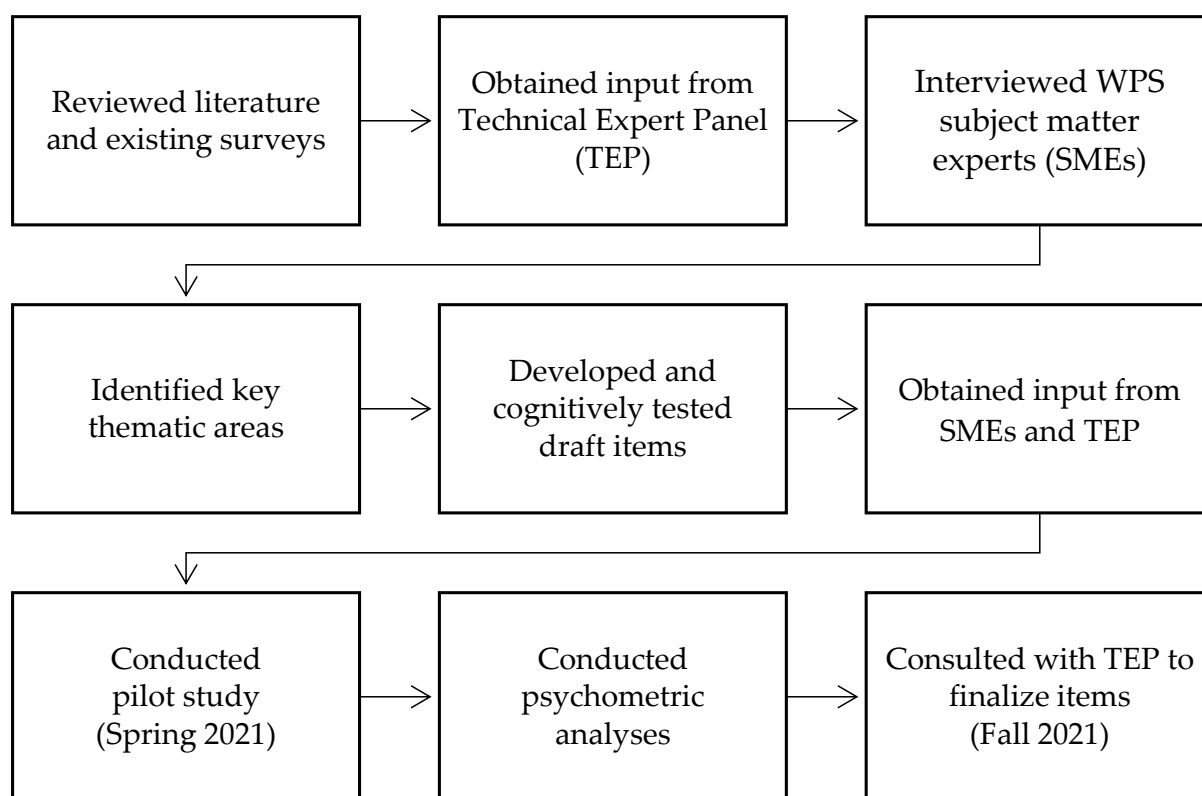 Reviewed literature
and existing surveys
Obtained input from
Technical Expert Panel
(TEP)
Interviewed WPS
subject matter
experts (SMEs)
Identified key
thematic areas
Developed and
cognitively tested
draft items
Obtained input from
SMEs and TEP
Conducted
pilot study
(Spring 2021)
Conducted
psychometric
analyses
Consulted with TEP to
finalize items
(Fall 2021)